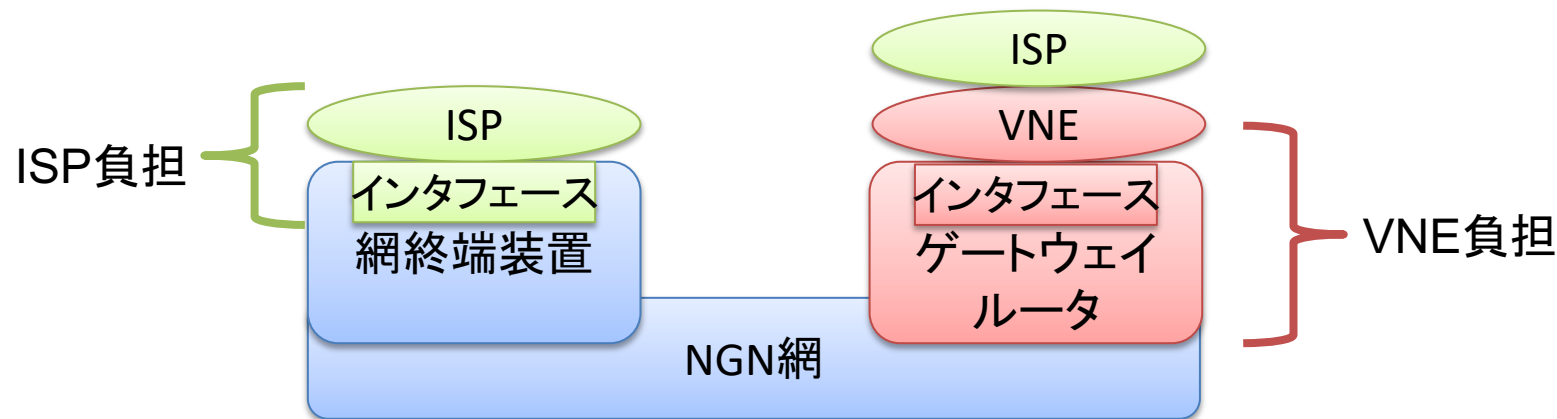 ISP負担
ISP
インタフェース
網終端装置
ISP
VNE
インタフェース
ゲートウェイ
ルータ
VNE負担
NGN網